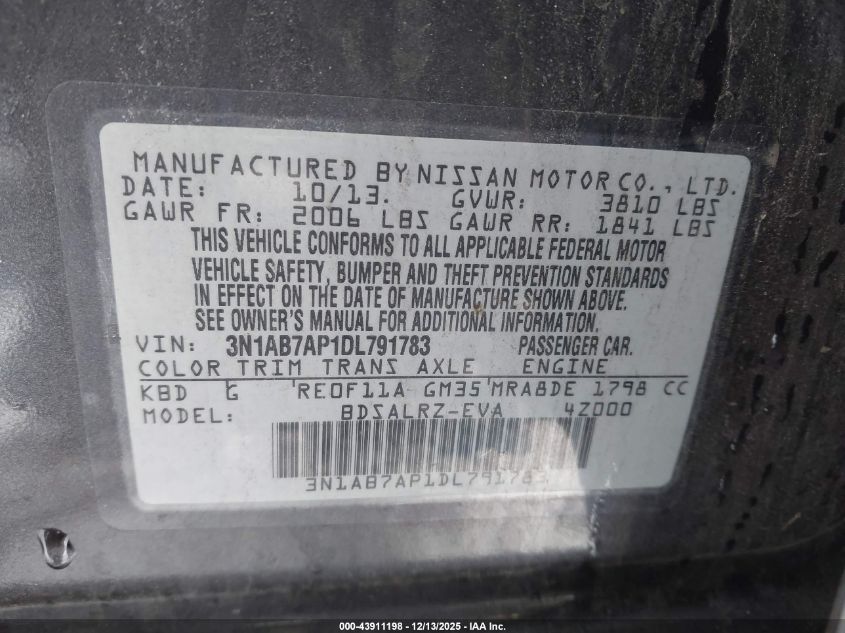 MANUFACTURED BY NISSAN MOTOR CO., LTD.
DATE: 10/13. GVWR: 3810 LBS
GAWR FR: 2006 LBS GAWR RR: 1841 LBS
THIS VEHICLE CONFORMS TO ALL APPLICABLE FEDERAL MOTOR
VEHICLE SAFETY, BUMPER AND THEFT PREVENTION STANDARDS
IN EFFECT ON THE DATE OF MANUFACTURE SHOWN ABOVE.
SEE OWNER'S MANUAL FOR ADDITIONAL INFORMATION.
VIN: 3N1AB7AP1DL791783 PASSENGER CAR.
COLOR TRIM TRANS AXLE ENGINE
KBD G 'RE0F11A GM35'MRA8DE 1798 CC
MODEL: BDSALRZ-EVA 4Z000
3N1AB7AP1DL791783
000-43911198 - 12/13/2025 - IAA Inc.